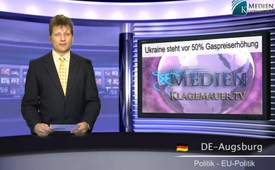 K MEDIEN
Ukraine steht vor 50% Gaspreiserhöhung
MEDIEN
KLAGEMAUER.TV
DE-Augsburg
Politik - EU-Politik